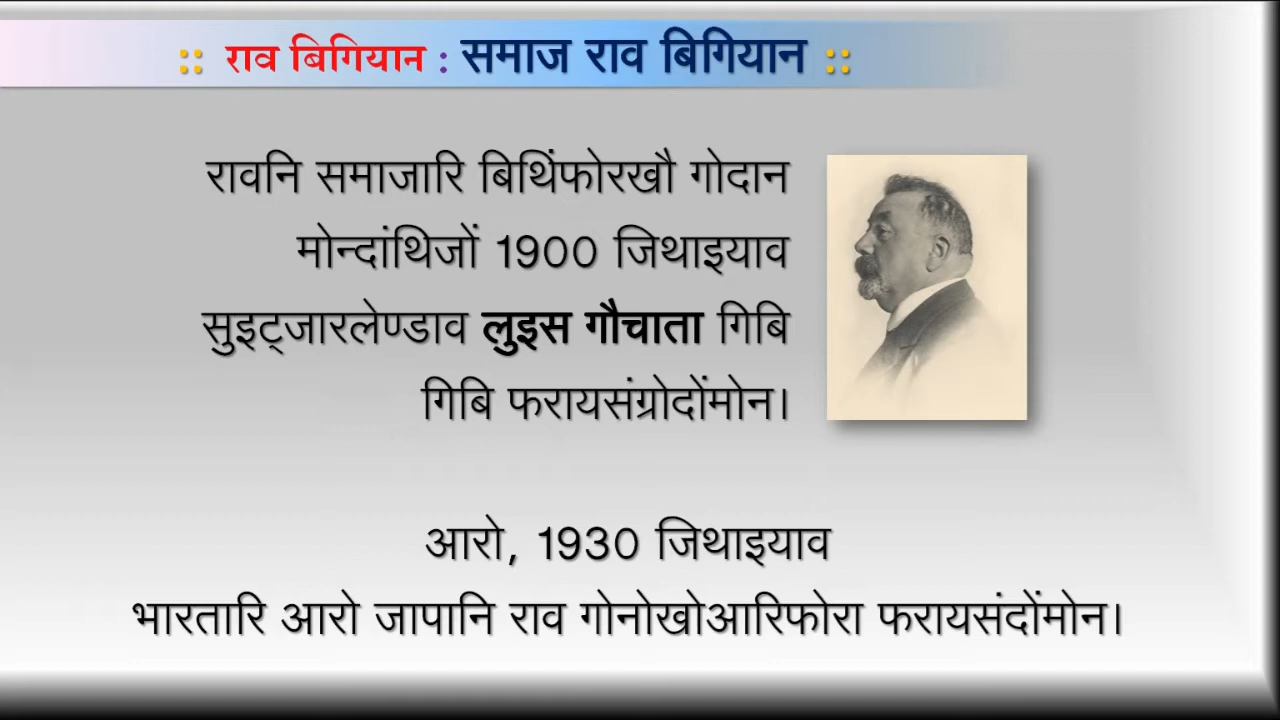 :: राव बिगियान : समाज राव बिगियान ::
रावनि समाजारि बिथिंफोरखौ गोदान
मोन्दांथिजों 1900 जिथाइयाव
सुइट्जारलेण्डाव लुइस गौचाता गिबि
गिबि फरायसंग्रोदोंमोन।
आरो, 1930 जिथाइयाव
भारतारि आरो जापानि राव गोनोखोआरिफोरा फरायसंदोंमोन।